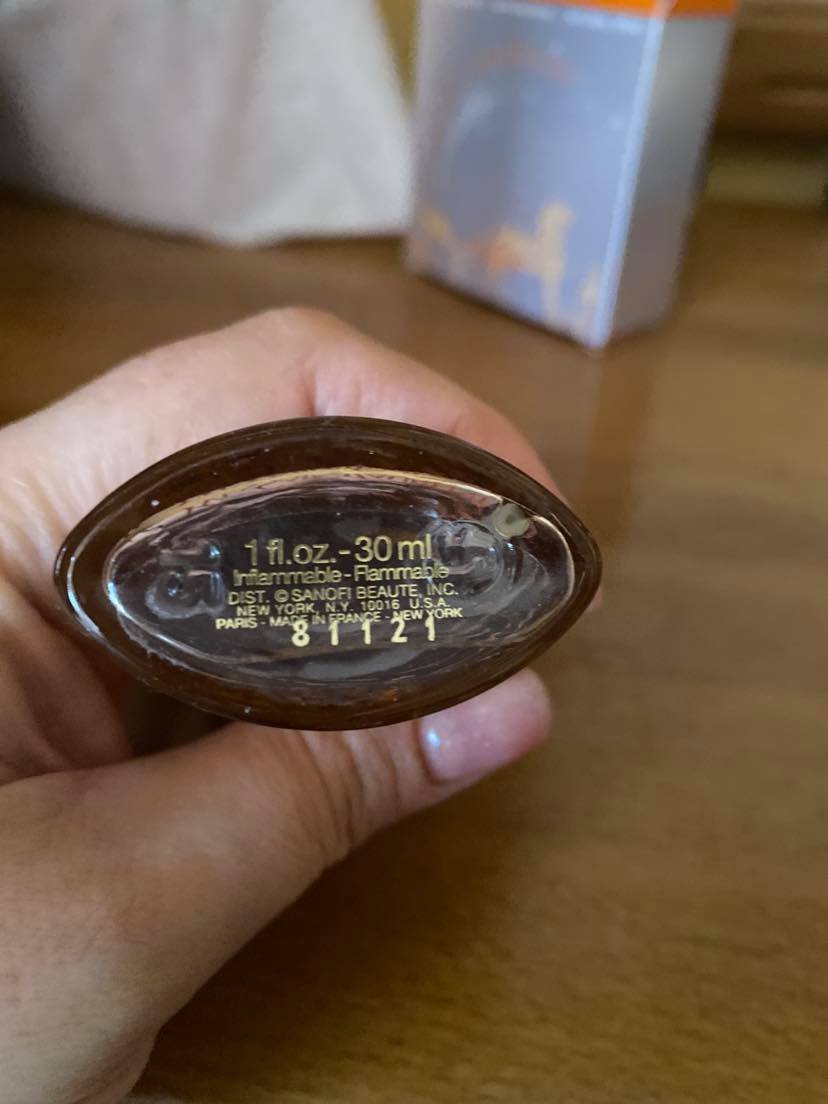 1 fl.oz.-30 ml
Inflammable-Flammable
DIST. © SANOFI BEAUTE, INC.
NEW YORK, N.Y. 10016 U.S.A.
PARIS - MADE IN FRANCE - NEW YORK
81121